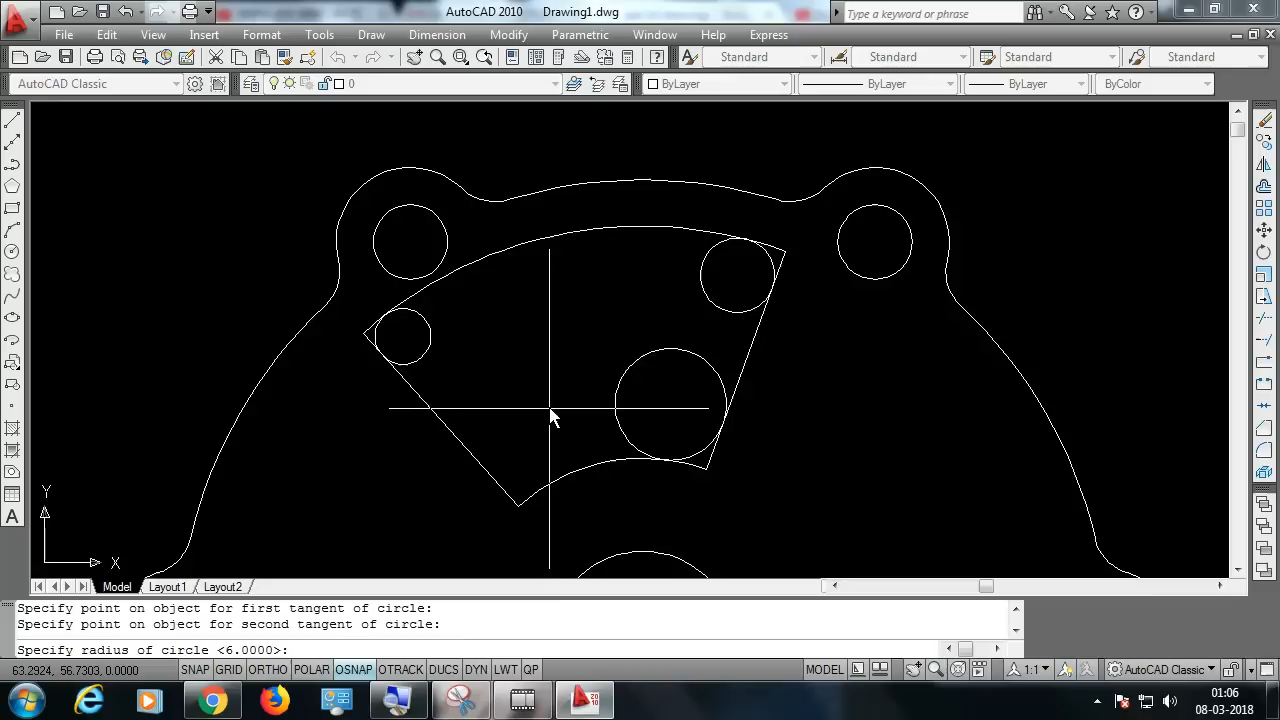 AutoCAD 2010 Drawing1.dwg
Type a keyword or phrase
File Edit View Insert Format Tools Draw Dimension Modify Parametric Window Help Express
Standard Standard Standard Standard
AutoCAD Classic 0 ByLayer ByLayer ByLayer ByColor
Y
X
A
Model Layout1 Layout2
Specify point on object for first tangent of circle:
Specify point on object for second tangent of circle:
Specify radius of circle <6.0000>:
63.2924, 56.7303, 0.0000 SNAP GRID ORTHO POLAR OSNAP OTRACK DUCS DYN LWT QP MODEL 1:1 AutoCAD Classic
01:06
08-03-2018